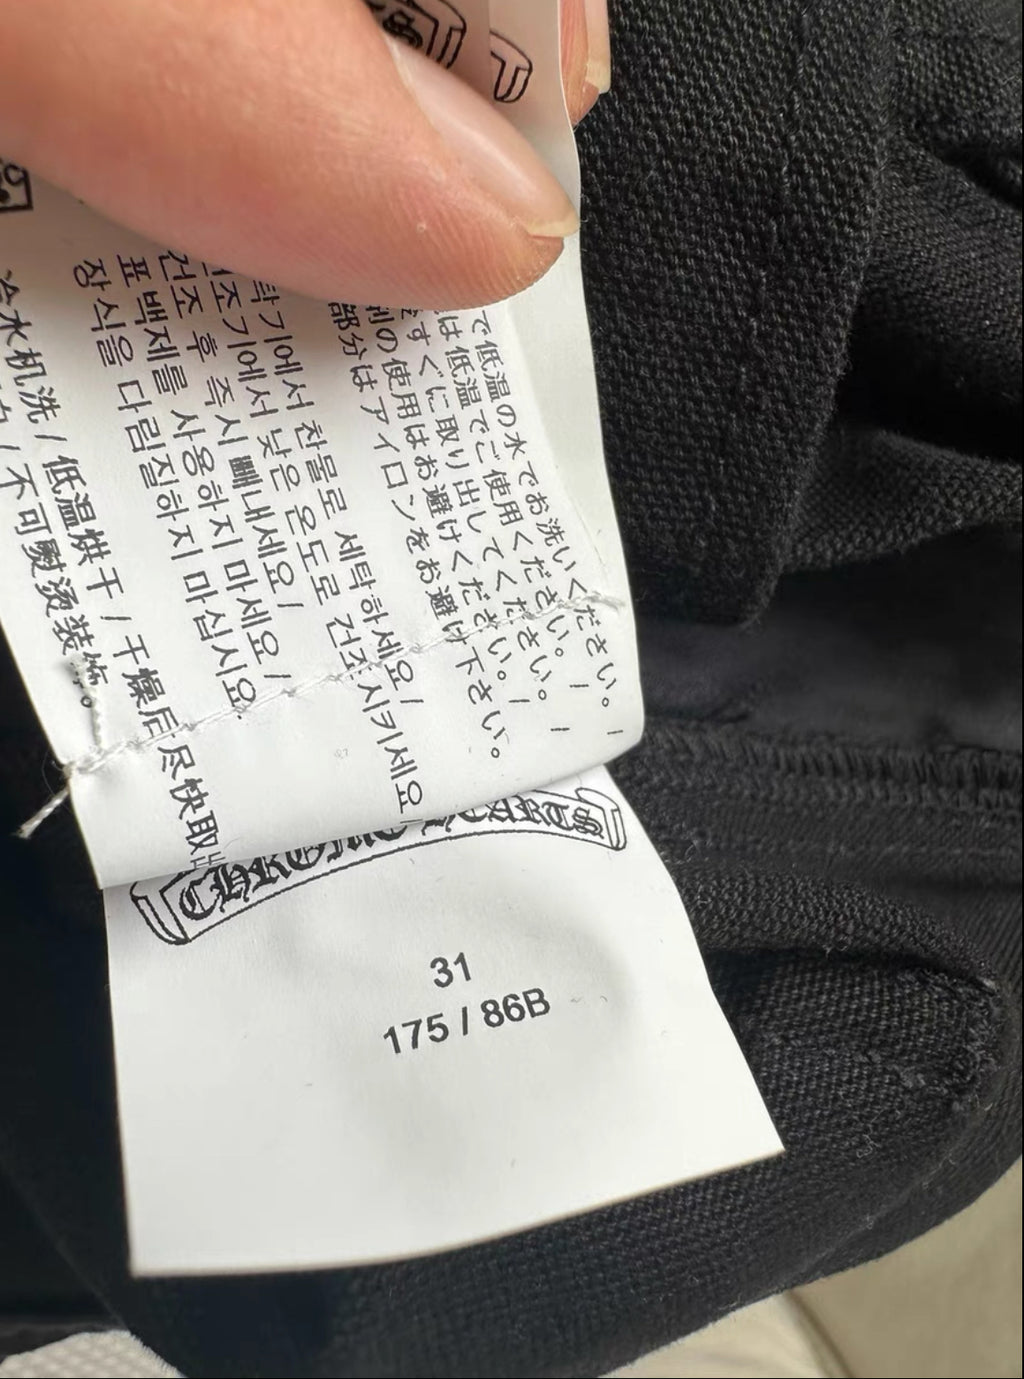 で低温の水でお洗いください。/
は低温でご使用ください。/
すぐに取り出してください。/
の使用はお避けください。/
部分はアイロンをお避け下さい。
탁기에서 찬물로 세탁하세요 /
조기에서 낮은 온도로 건조시키세요 /
건조 후 즉시 빼내세요 /
표백제를 사용하지 마세요 /
장식을 다림질하지 마십시오.
冷水机洗 / 低温烘干 / 干燥后尽快取出
/ 不可熨烫装饰。
CHROME HEARTS
31
175 / 86B